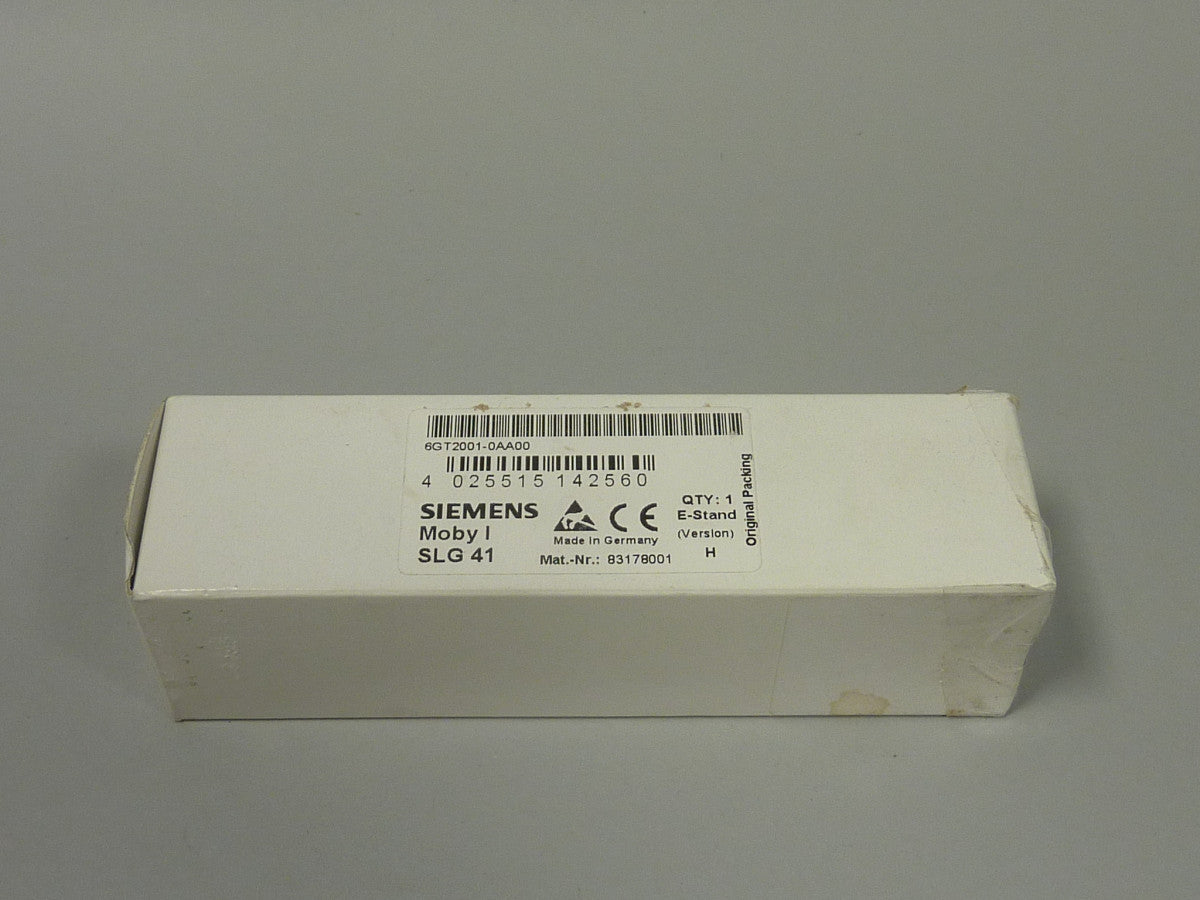 6GT2001-0AA00
4 025515 142560
SIEMENS
Moby I
SLG 41
CE
Made in Germany
Mat.-Nr.: 83178001
QTY: 1
E-Stand
(Version)
H
Original Packing